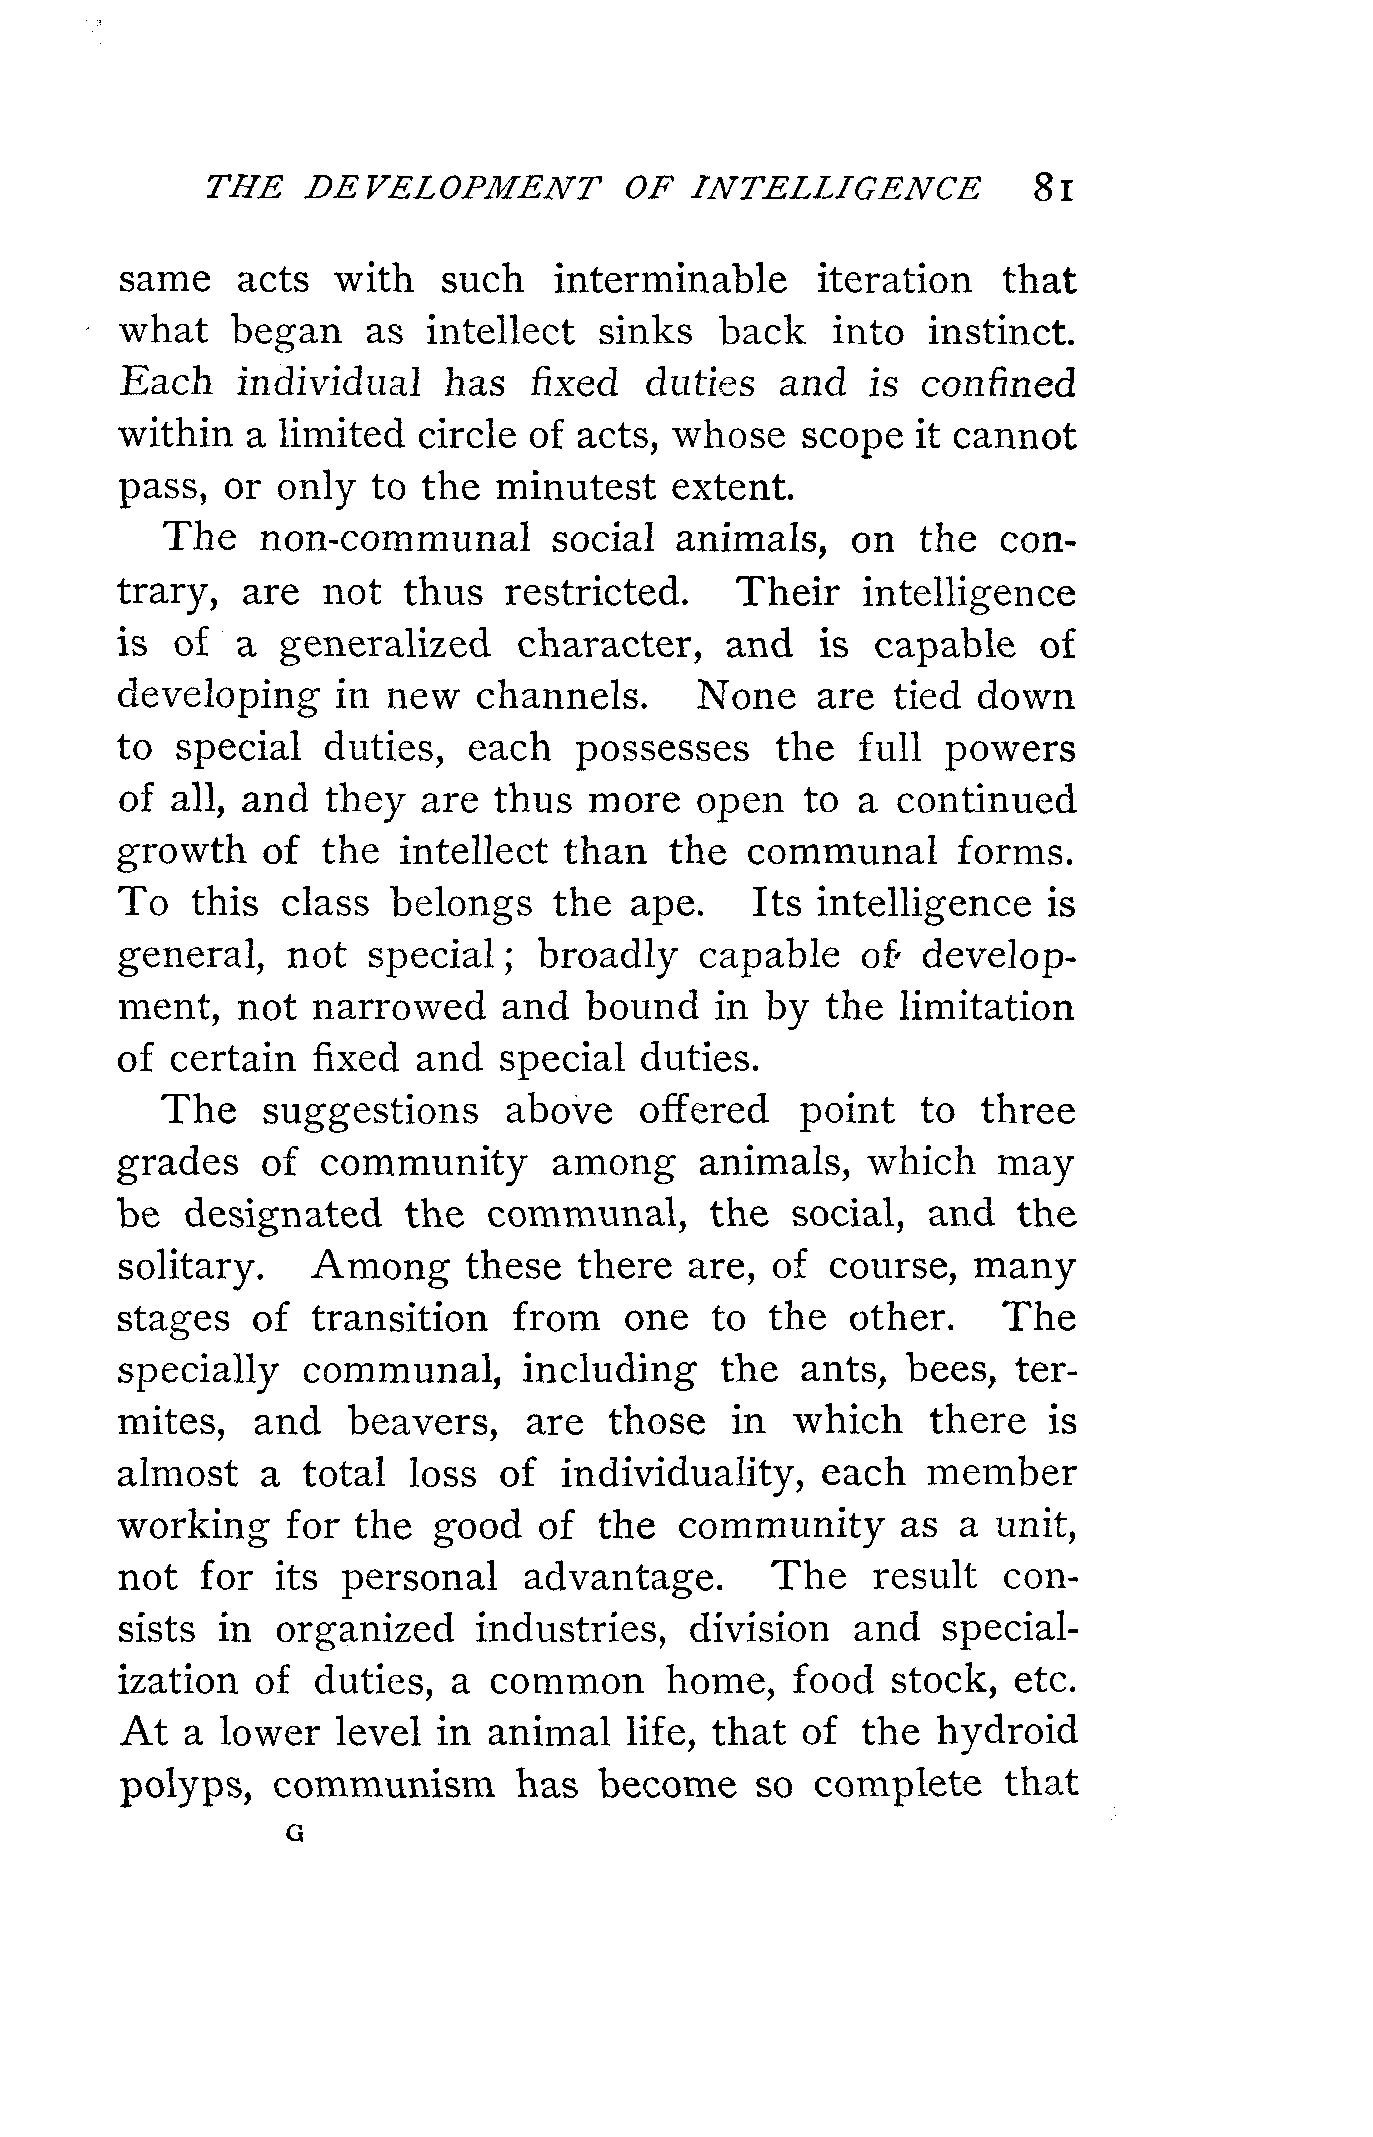 THE DEVELOPMENT OF INTELLIGENCE 81
same acts with such interminable iteration that
what began as intellect sinks back into instinct.
Each individual has fixed duties and is confined
within a limited circle of acts, whose scope it cannot
pass, or only to the minutest extent.
The non-communal social animals, on the con-
trary, are not thus restricted. Their intelligence
is of a generalized character, and is capable of
developing in new channels. None are tied down
to special duties, each possesses the full powers
of all, and they are thus more open to a continued
growth of the intellect than the communal forms.
To this class belongs the ape. Its intelligence is
general, not special; broadly capable of develop-
ment, not narrowed and bound in by the limitation
of certain fixed and special duties.
The suggestions above offered point to three
grades of community among animals, which may
be designated the communal, the social, and the
solitary. Among these there are, of course, many
stages of transition from one to the other. The
specially communal, including the ants, bees, ter-
mites, and beavers, are those in which there is
almost a total loss of individuality, each member
working for the good of the community as a unit,
not for its personal advantage. The result con-
sists in organized industries, division and special-
ization of duties, a common home, food stock, etc.
At a lower level in animal life, that of the hydroid
polyps, communism has become so complete that
G